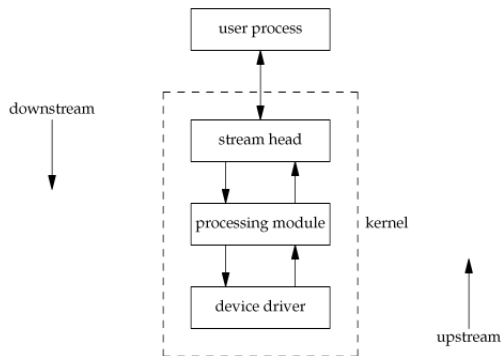 user process
downstream
stream head
processing module
kernel
device driver
upstream